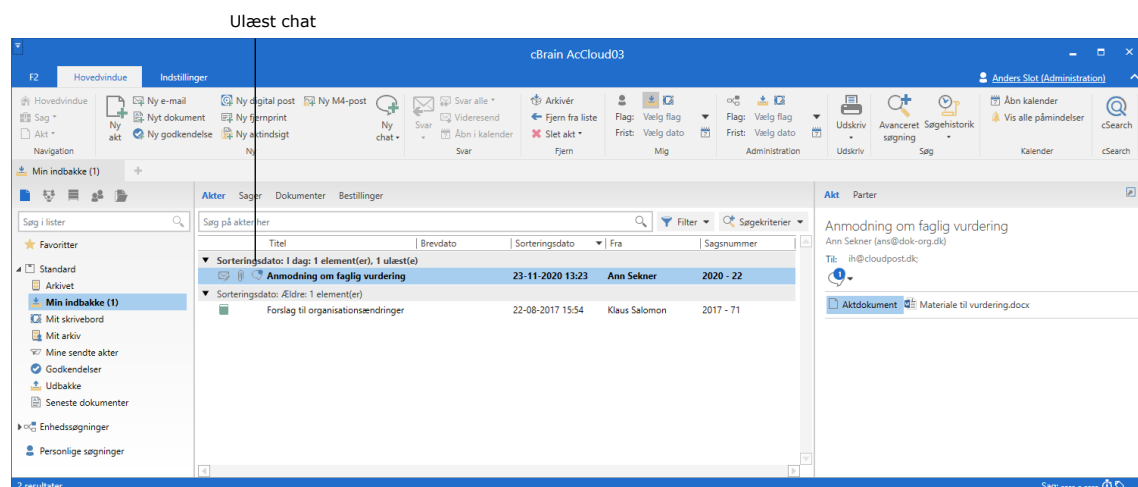 Ulæst chat
cBrain AcCloud03
F2 Hovedvindue Indstillinger Anders Slot (Administration)
Hovedvindue
Sag
Akt
Navigation
Ny akt
Ny e-mail
Nyt dokument
Ny godkendelse
Ny digital post
Ny fjernprint
Ny aktindsigt
Ny M4-post
Ny chat
Ny
Svar
Svar alle
Videresend
Åbn i kalender
Svar
Arkivér
Fjern fra liste
Slet akt
Fjern
Flag: Vælg flag
Frist: Vælg dato
Mig
Flag: Vælg flag
Frist: Vælg dato
Administration
Udskriv
Udskriv
Avanceret søgning
Søgehistorik
Søg
Åbn kalender
Vis alle påmindelser
Kalender
cSearch
cSearch
Min indbakke (1)
Søg i lister
Favoritter
Standard
Arkivet
Min indbakke (1)
Mit skrivebord
Mit arkiv
Mine sendte akter
Godkendelser
Udbakke
Seneste dokumenter
Enhedssøgninger
Personlige søgninger
Akter Sager Dokumenter Bestillinger
Søg på akter her Filter Søgekriterier
Titel Brevdato Sorteringsdato Fra Sagsnummer
Sorteringsdato: I dag: 1 element(er), 1 ulæst(e)
Anmodning om faglig vurdering 23-11-2020 13:23 Ann Sekner 2020 - 22
Sorteringsdato: Ældre: 1 element(er)
Forslag til organisationsændringer 22-08-2017 15:54 Klaus Salomon 2017 - 71
Akt Parter
Anmodning om faglig vurdering
Ann Sekner (ans@dok-org.dk)
Til: ih@cloudpost.dk;
Aktdokument Materiale til vurdering.docx
2 resultater
Sag: ---- - ----